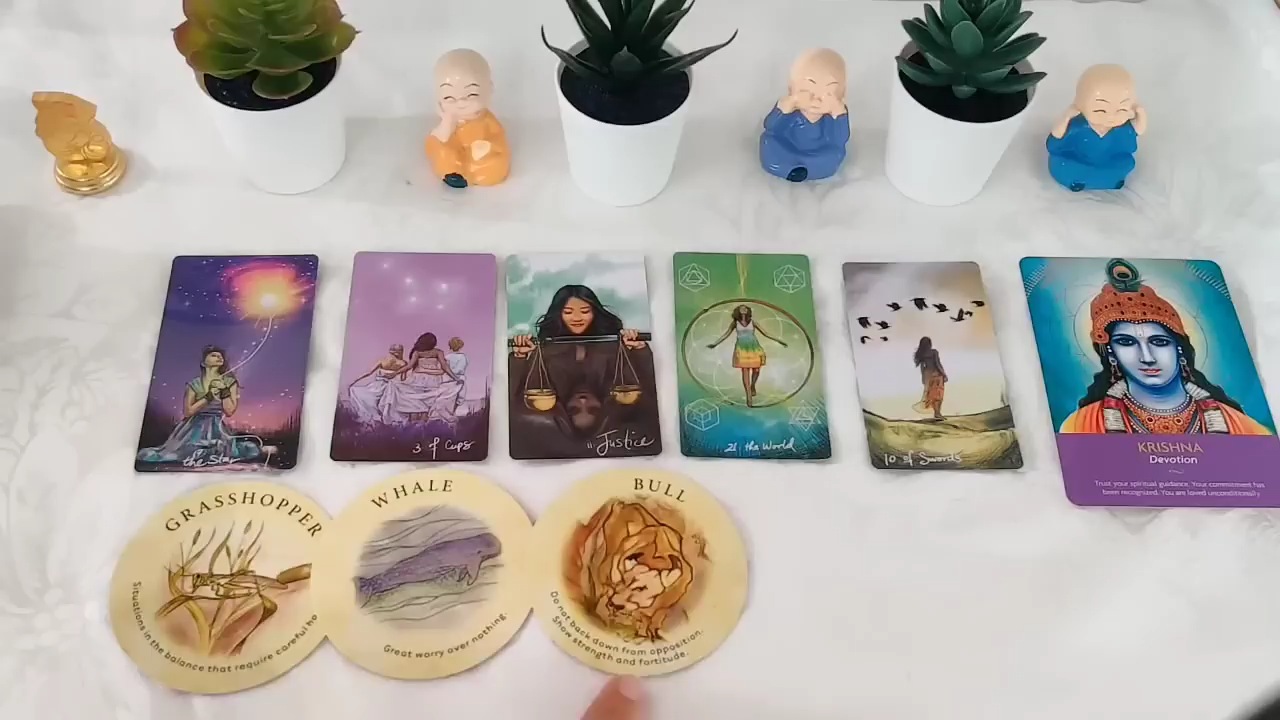 the Star
3 of Cups
11 Justice
21 the World
10 of Swords
KRISHNA
Devotion
Trust your spiritual guidance. Your commitment has
been recognized. You are loved unconditionally
GRASSHOPPER
Situations in the balance that require careful
WHALE
Great worry over nothing.
BULL
Do not back down from opposition.
Show strength and fortitude.